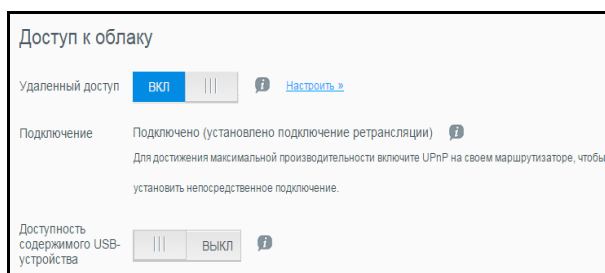 Доступ к облаку
Удаленный доступ ВКЛ Настроить »
Подключение Подключено (установлено подключение ретрансляции)
Для достижения максимальной производительности включите UPnP на своем маршрутизаторе, чтобы
установить непосредственное подключение.
Доступность
содержимого USB-
устройства ВЫКЛ